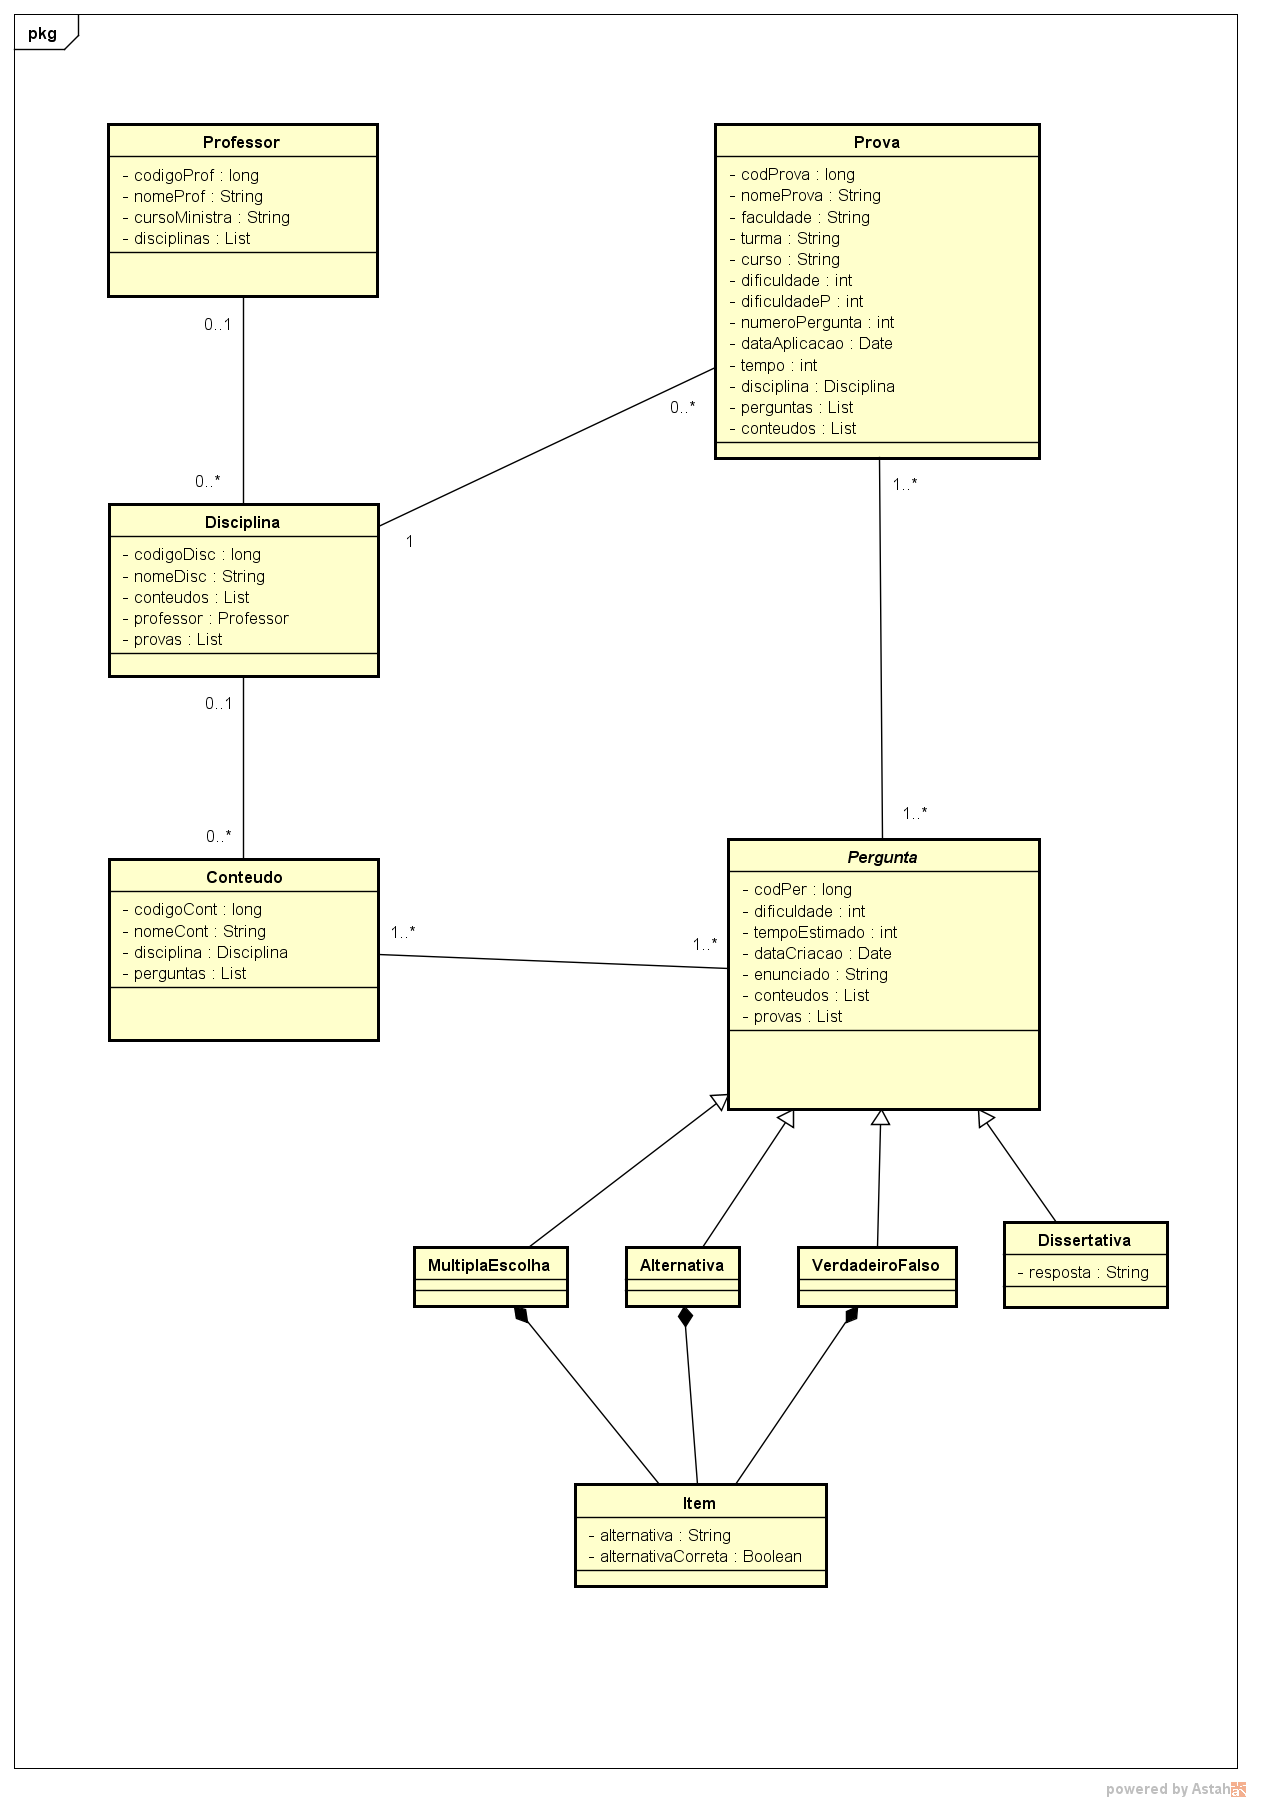 pkg
Professor
- codigoProf : long
- nomeProf : String
- cursoMinistra : String
- disciplinas : List
Prova
- codProva : long
- nomeProva : String
- faculdade : String
- turma : String
- curso : String
- dificuldade : int
- dificuldadeP : int
- numeroPergunta : int
- dataAplicacao : Date
- tempo : int
- disciplina : Disciplina
- perguntas : List
- conteudos : List
0..1
0..*
0..*
1
1..*
Disciplina
- codigoDisc : long
- nomeDisc : String
- conteudos : List
- professor : Professor
- provas : List
0..1
0..*
1..*
Conteudo
- codigoCont : long
- nomeCont : String
- disciplina : Disciplina
- perguntas : List
1..*
1..*
Pergunta
- codPer : long
- dificuldade : int
- tempoEstimado : int
- dataCriacao : Date
- enunciado : String
- conteudos : List
- provas : List
MultiplaEscolha
Alternativa
VerdadeiroFalso
Dissertativa
- resposta : String
Item
- alternativa : String
- alternativaCorreta : Boolean
powered by Astah